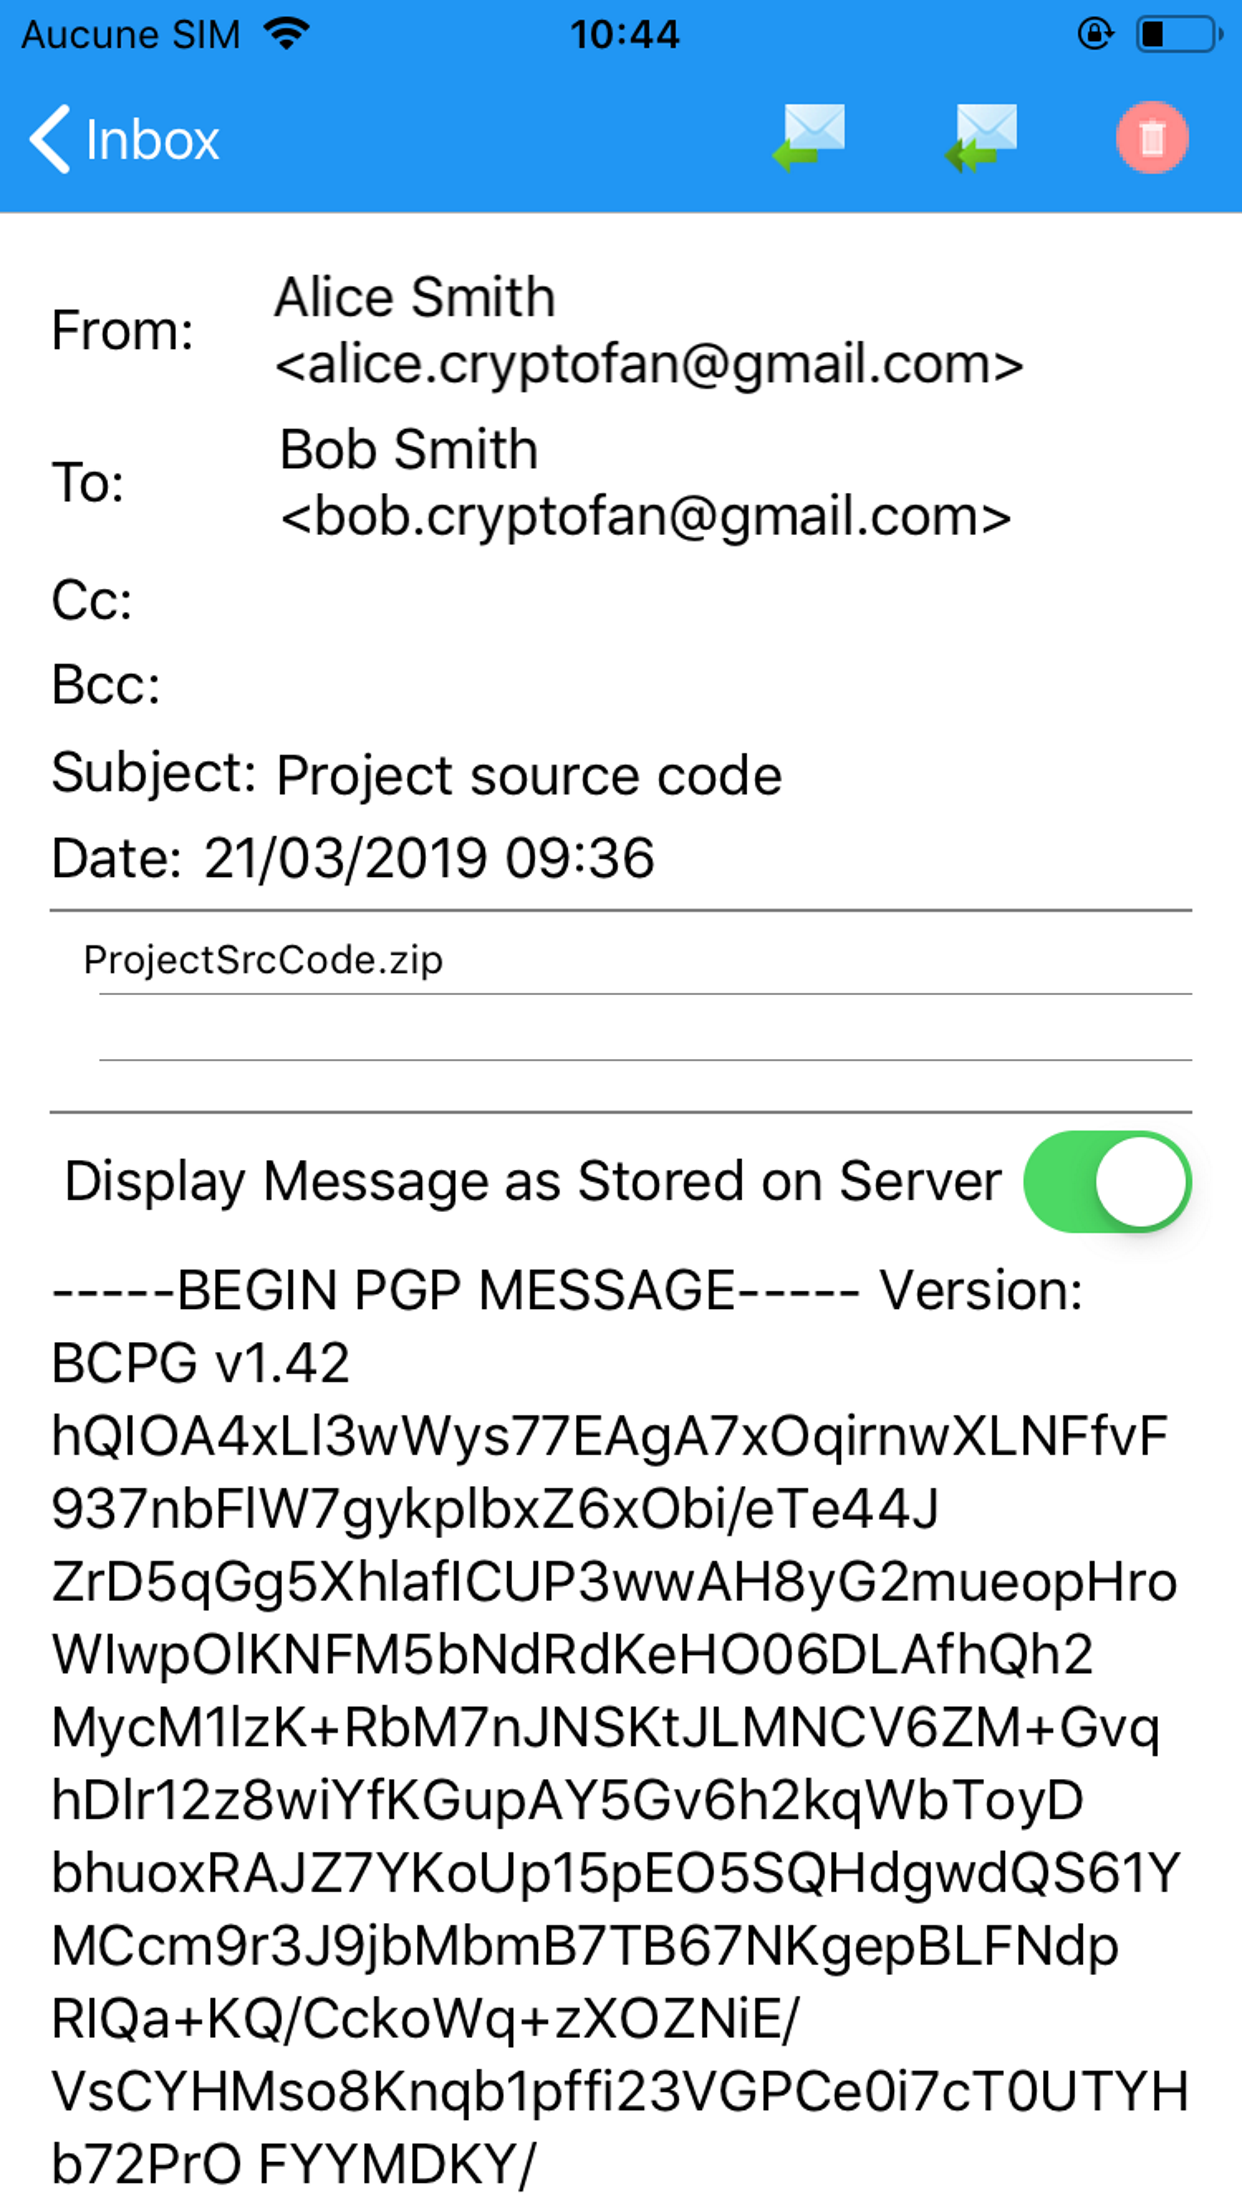 Aucune SIM 10:44
Inbox
From: Alice Smith
<alice.cryptofan@gmail.com>
To: Bob Smith
<bob.cryptofan@gmail.com>
Cc:
Bcc:
Subject: Project source code
Date: 21/03/2019 09:36
ProjectSrcCode.zip
Display Message as Stored on Server
-----BEGIN PGP MESSAGE----- Version:
BCPG v1.42
hQIOA4xLl3wWys77EAgA7xOqirnwXLNFfvF
937nbFlW7gykplbxZ6xObi/eTe44J
ZrD5qGg5XhlaflCUP3wwAH8yG2mueopHro
WIwpOlKNFM5bNdRdKeHO06DLAfhQh2
MycM1lzK+RbM7nJNSKtJLMNCV6ZM+Gvq
hDlr12z8wiYfKGupAY5Gv6h2kqWbToyD
bhuoxRAJZ7YKoUp15pEO5SQHdgwdQS61Y
MCcm9r3J9jbMbmB7TB67NKgepBLFNdp
RIQa+KQ/CckoWq+zXOZNiE/
VsCYHMso8Knqb1pffi23VGPCe0i7cT0UTYH
b72PrO FYYMDKY/